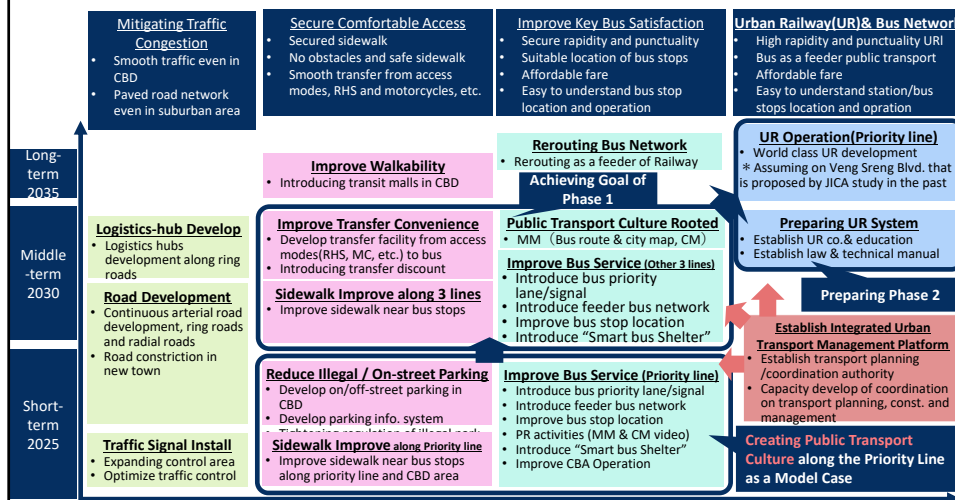 Mitigating Traffic
Congestion
• Smooth traffic even in
CBD
• Paved road network
even in suburban area
Secure Comfortable Access
• Secured sidewalk
• No obstacles and safe sidewalk
• Smooth transfer from access
modes, RHS and motorcycles, etc.
Improve Key Bus Satisfaction
• Secure rapidity and punctuality
• Suitable location of bus stops
• Affordable fare
• Easy to understand bus stop
location and operation
Urban Railway(UR)& Bus Network
• High rapidity and punctuality URl
• Bus as a feeder public transport
• Affordable fare
• Easy to understand station/bus
stops location and opration
Long-
term
2035
Improve Walkability
• Introducing transit malls in CBD
Rerouting Bus Network
• Rerouting as a feeder of Railway
Achieving Goal of
Phase 1
UR Operation(Priority line)
• World class UR development
＊Assuming on Veng Sreng Blvd. that
is proposed by JICA study in the past
Middle-
term
2030
Logistics-hub Develop
• Logistics hubs
development along ring
roads
Road Development
• Continuous arterial road
development, ring roads
and radial roads
• Road constriction in
new town
Improve Transfer Convenience
• Develop transfer facility from access
modes(RHS, MC, etc.) to bus
• Introducing transfer discount
Sidewalk Improve along 3 lines
• Improve sidewalk near bus stops
Public Transport Culture Rooted
• MM（Bus route & city map, CM）
Improve Bus Service (Other 3 lines)
• Introduce bus priority
lane/signal
• Introduce feeder bus network
• Improve bus stop location
• Introduce “Smart bus Shelter”
Preparing UR System
• Establish UR co.& education
• Establish law & technical manual
Preparing Phase 2
Establish Integrated Urban
Transport Management Platform
• Establish transport planning
/coordination authority
• Capacity develop of coordination
on transport planning, const. and
management
Short-
term
2025
Traffic Signal Install
• Expanding control area
• Optimize traffic control
Reduce Illegal / On-street Parking
• Develop on/off-street parking in
CBD
• Develop parking info. system
• Tightening regulation of illegal park
Sidewalk Improve along Priority line
• Improve sidewalk near bus stops
along priority line and CBD area
Improve Bus Service (Priority line)
• Introduce bus priority lane/signal
• Introduce feeder bus network
• Improve bus stop location
• PR activities (MM & CM video)
• Introduce “Smart bus Shelter”
• Improve CBA Operation
Creating Public Transport
Culture along the Priority Line
as a Model Case